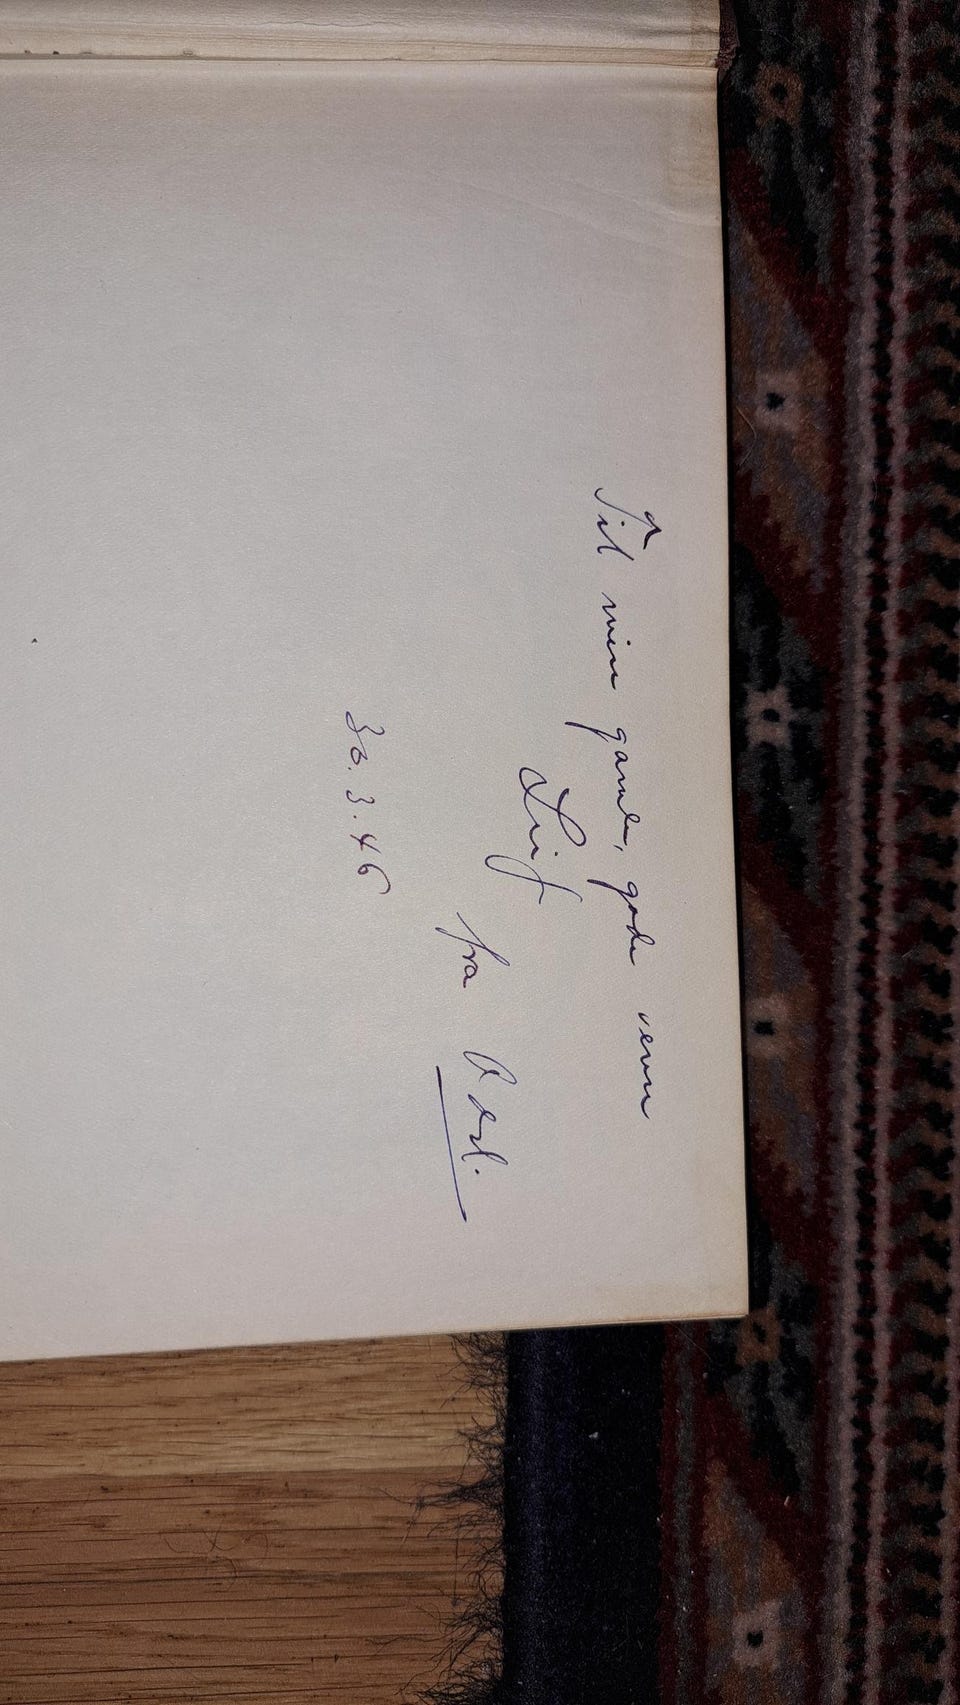 Til min gamle, gode venn
Leif
fra
30.3.46